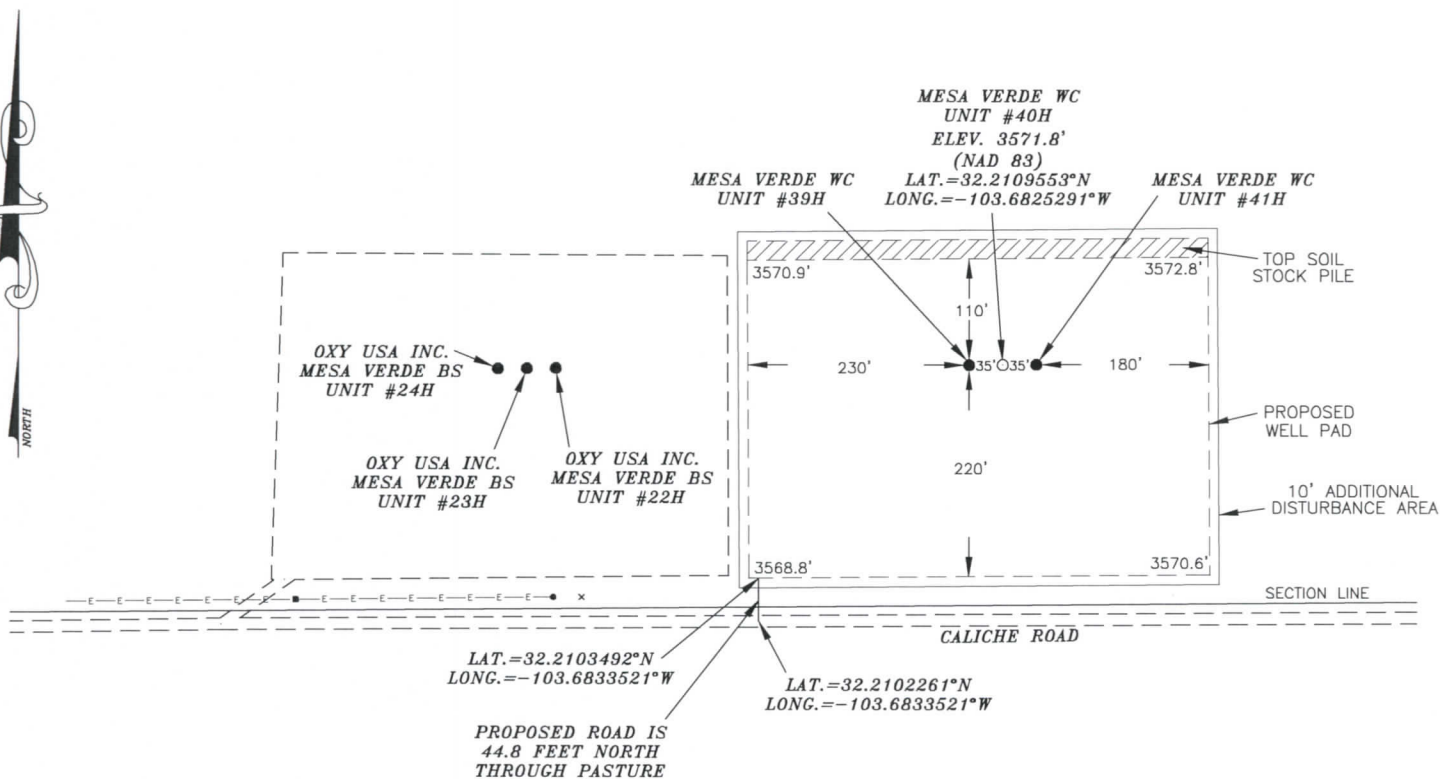 MESA VERDE WC
UNIT #40H
ELEV. 3571.8'
(NAD 83)
LAT.=32.2109553°N
LONG.=-103.6825291°W
MESA VERDE WC
UNIT #39H
MESA VERDE WC
UNIT #41H
TOP SOIL
STOCK PILE
3570.9'
3572.8'
110'
OXY USA INC.
MESA VERDE BS
UNIT #24H
230'
35'
35'
180'
NORTH
PROPOSED
WELL PAD
OXY USA INC.
MESA VERDE BS
UNIT #23H
OXY USA INC.
MESA VERDE BS
UNIT #22H
220'
10' ADDITIONAL
DISTURBANCE AREA
3568.8'
3570.6'
E E E E E E E E E
SECTION LINE
CALICHE ROAD
LAT.=32.2103492°N
LONG.=-103.6833521°W
LAT.=32.2102261°N
LONG.=-103.6833521°W
PROPOSED ROAD IS
44.8 FEET NORTH
THROUGH PASTURE